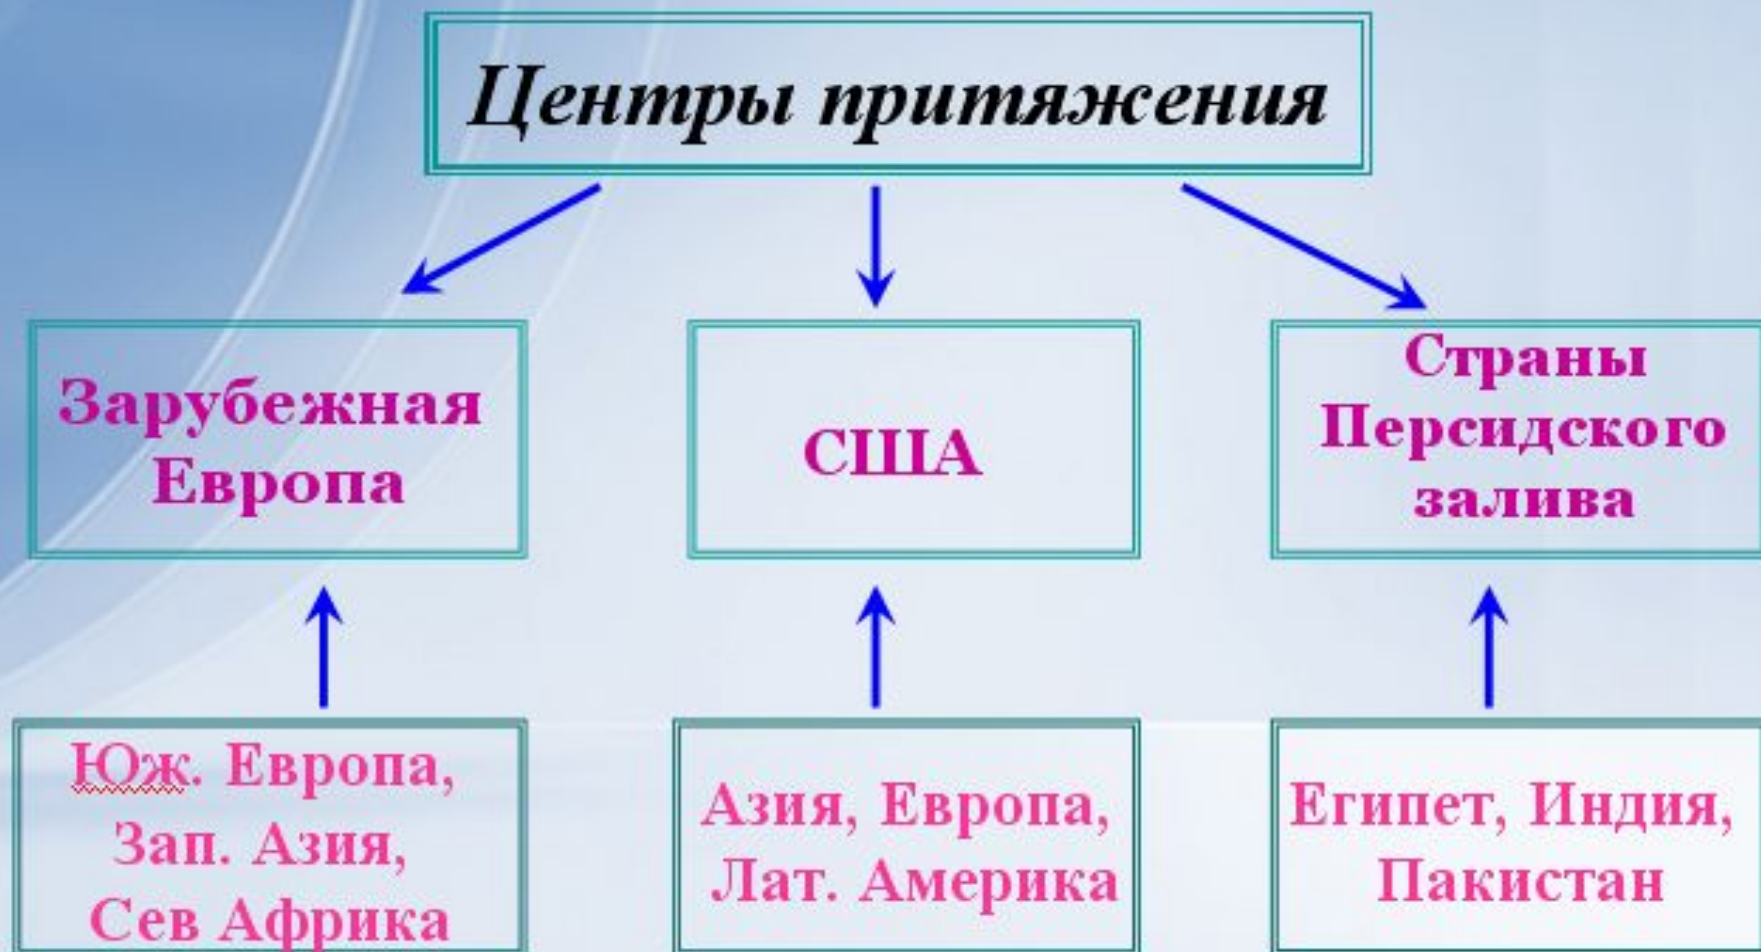 Центры притяжения
Зарубежная
Европа
США
Страны
Персидского
залива
Юж. Европа,
Зап. Азия,
Сев Африка
Азия, Европа,
Лат. Америка
Египет, Индия,
Пакистан